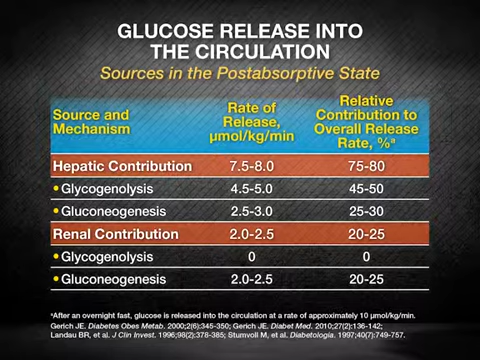 GLUCOSE RELEASE INTO
THE CIRCULATION
Sources in the Postabsorptive State
Source and
Mechanism
Rate of
Release,
µmol/kg/min
Relative
Contribution to
Overall Release
Rate, %a
Hepatic Contribution 7.5-8.0 75-80
• Glycogenolysis 4.5-5.0 45-50
• Gluconeogenesis 2.5-3.0 25-30
Renal Contribution 2.0-2.5 20-25
• Glycogenolysis 0 0
• Gluconeogenesis 2.0-2.5 20-25
aAfter an overnight fast, glucose is released into the circulation at a rate of approximately 10 µmol/kg/min.
Gerich JE. Diabetes Obes Metab. 2000;2(6):345-350; Gerich JE. Diabet Med. 2010;27(2):136-142;
Landau BR, et al. J Clin Invest. 1996;98(2):378-385; Stumvoll M, et al. Diabetologia. 1997;40(7):749-757.